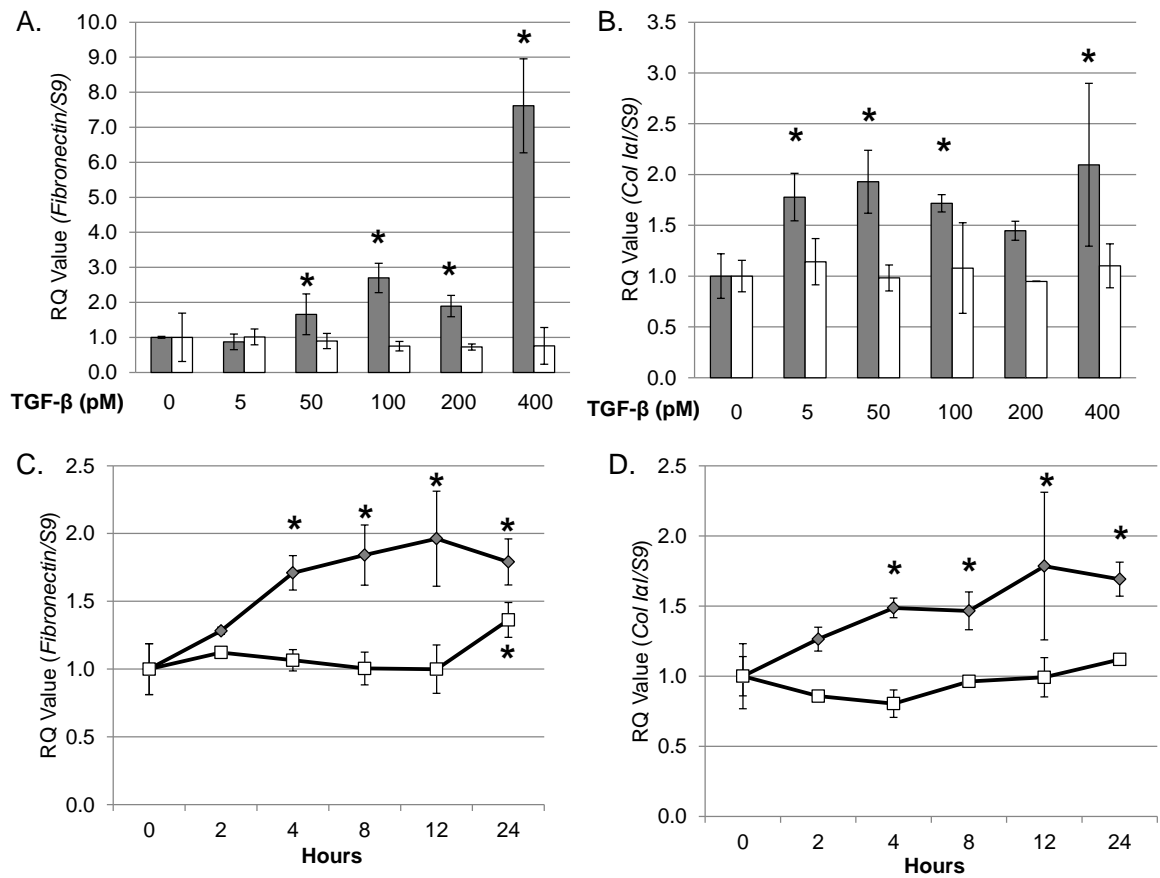 A.
RQ Value (Fibronectin/S9)
10.0
9.0
8.0
7.0
6.0
5.0
4.0
3.0
2.0
1.0
0.0
* * * *
TGF-β (pM) 0 5 50 100 200 400
B.
RQ Value (Col IαI/S9)
3.5
3.0
2.5
2.0
1.5
1.0
0.5
0.0
* * * *
TGF-β (pM) 0 5 50 100 200 400
C.
RQ Value (Fibronectin/S9)
2.5
2.0
1.5
1.0
0.5
0.0
* * * *
*
0 2 4 8 12 24
Hours
D.
RQ Value (Col IαI/S9)
2.5
2.0
1.5
1.0
0.5
0.0
* * * *
0 2 4 8 12 24
Hours